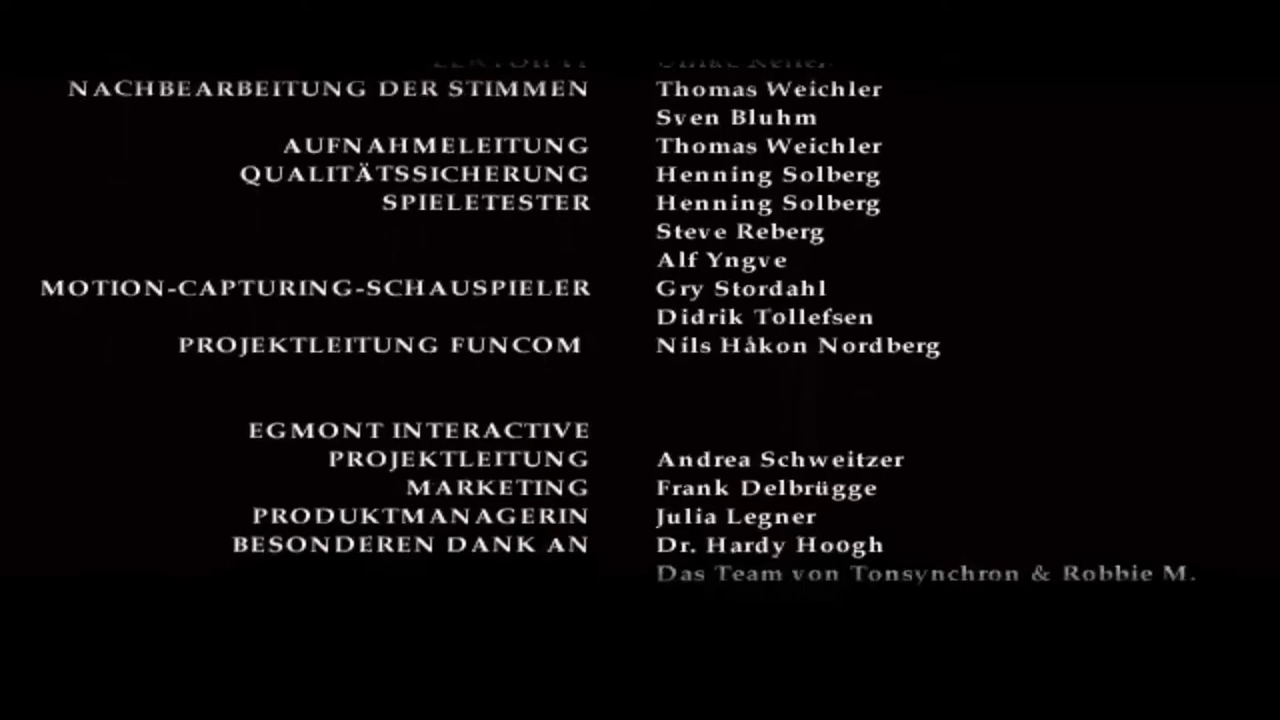 NACHBEARBEITUNG DER STIMMEN Thomas Weichler
Sven Bluhm
AUFNAHMELEITUNG Thomas Weichler
QUALITÄTSSICHERUNG Henning Solberg
SPIELETESTER Henning Solberg
Steve Reberg
Alf Yngve
MOTION-CAPTURING-SCHAUSPIELER Gry Stordahl
Didrik Tollefsen
PROJEKTLEITUNG FUNCOM Nils Håkon Nordberg
EGMONT INTERACTIVE
PROJEKTLEITUNG Andrea Schweitzer
MARKETING Frank Delbrügge
PRODUKTMANAGERIN Julia Legner
BESONDEREN DANK AN Dr. Hardy Hoogh
Das Team von Tonsynchron & Robbie M.